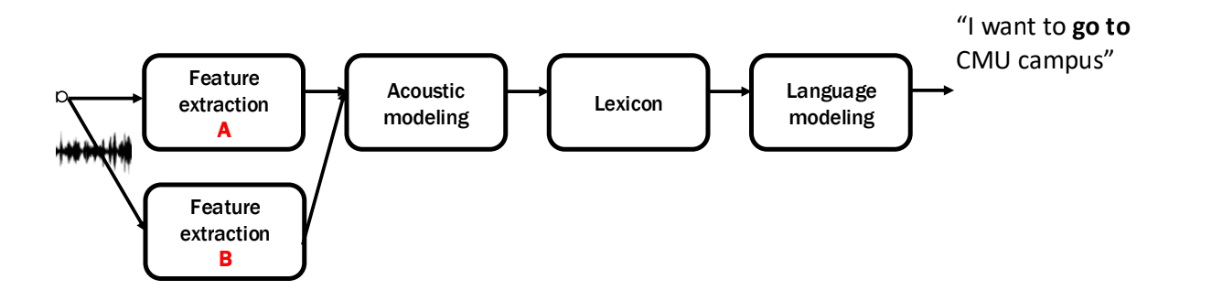 “I want to go to
CMU campus”
Feature
extraction
A
Acoustic
modeling
Lexicon
Language
modeling
Feature
extraction
B